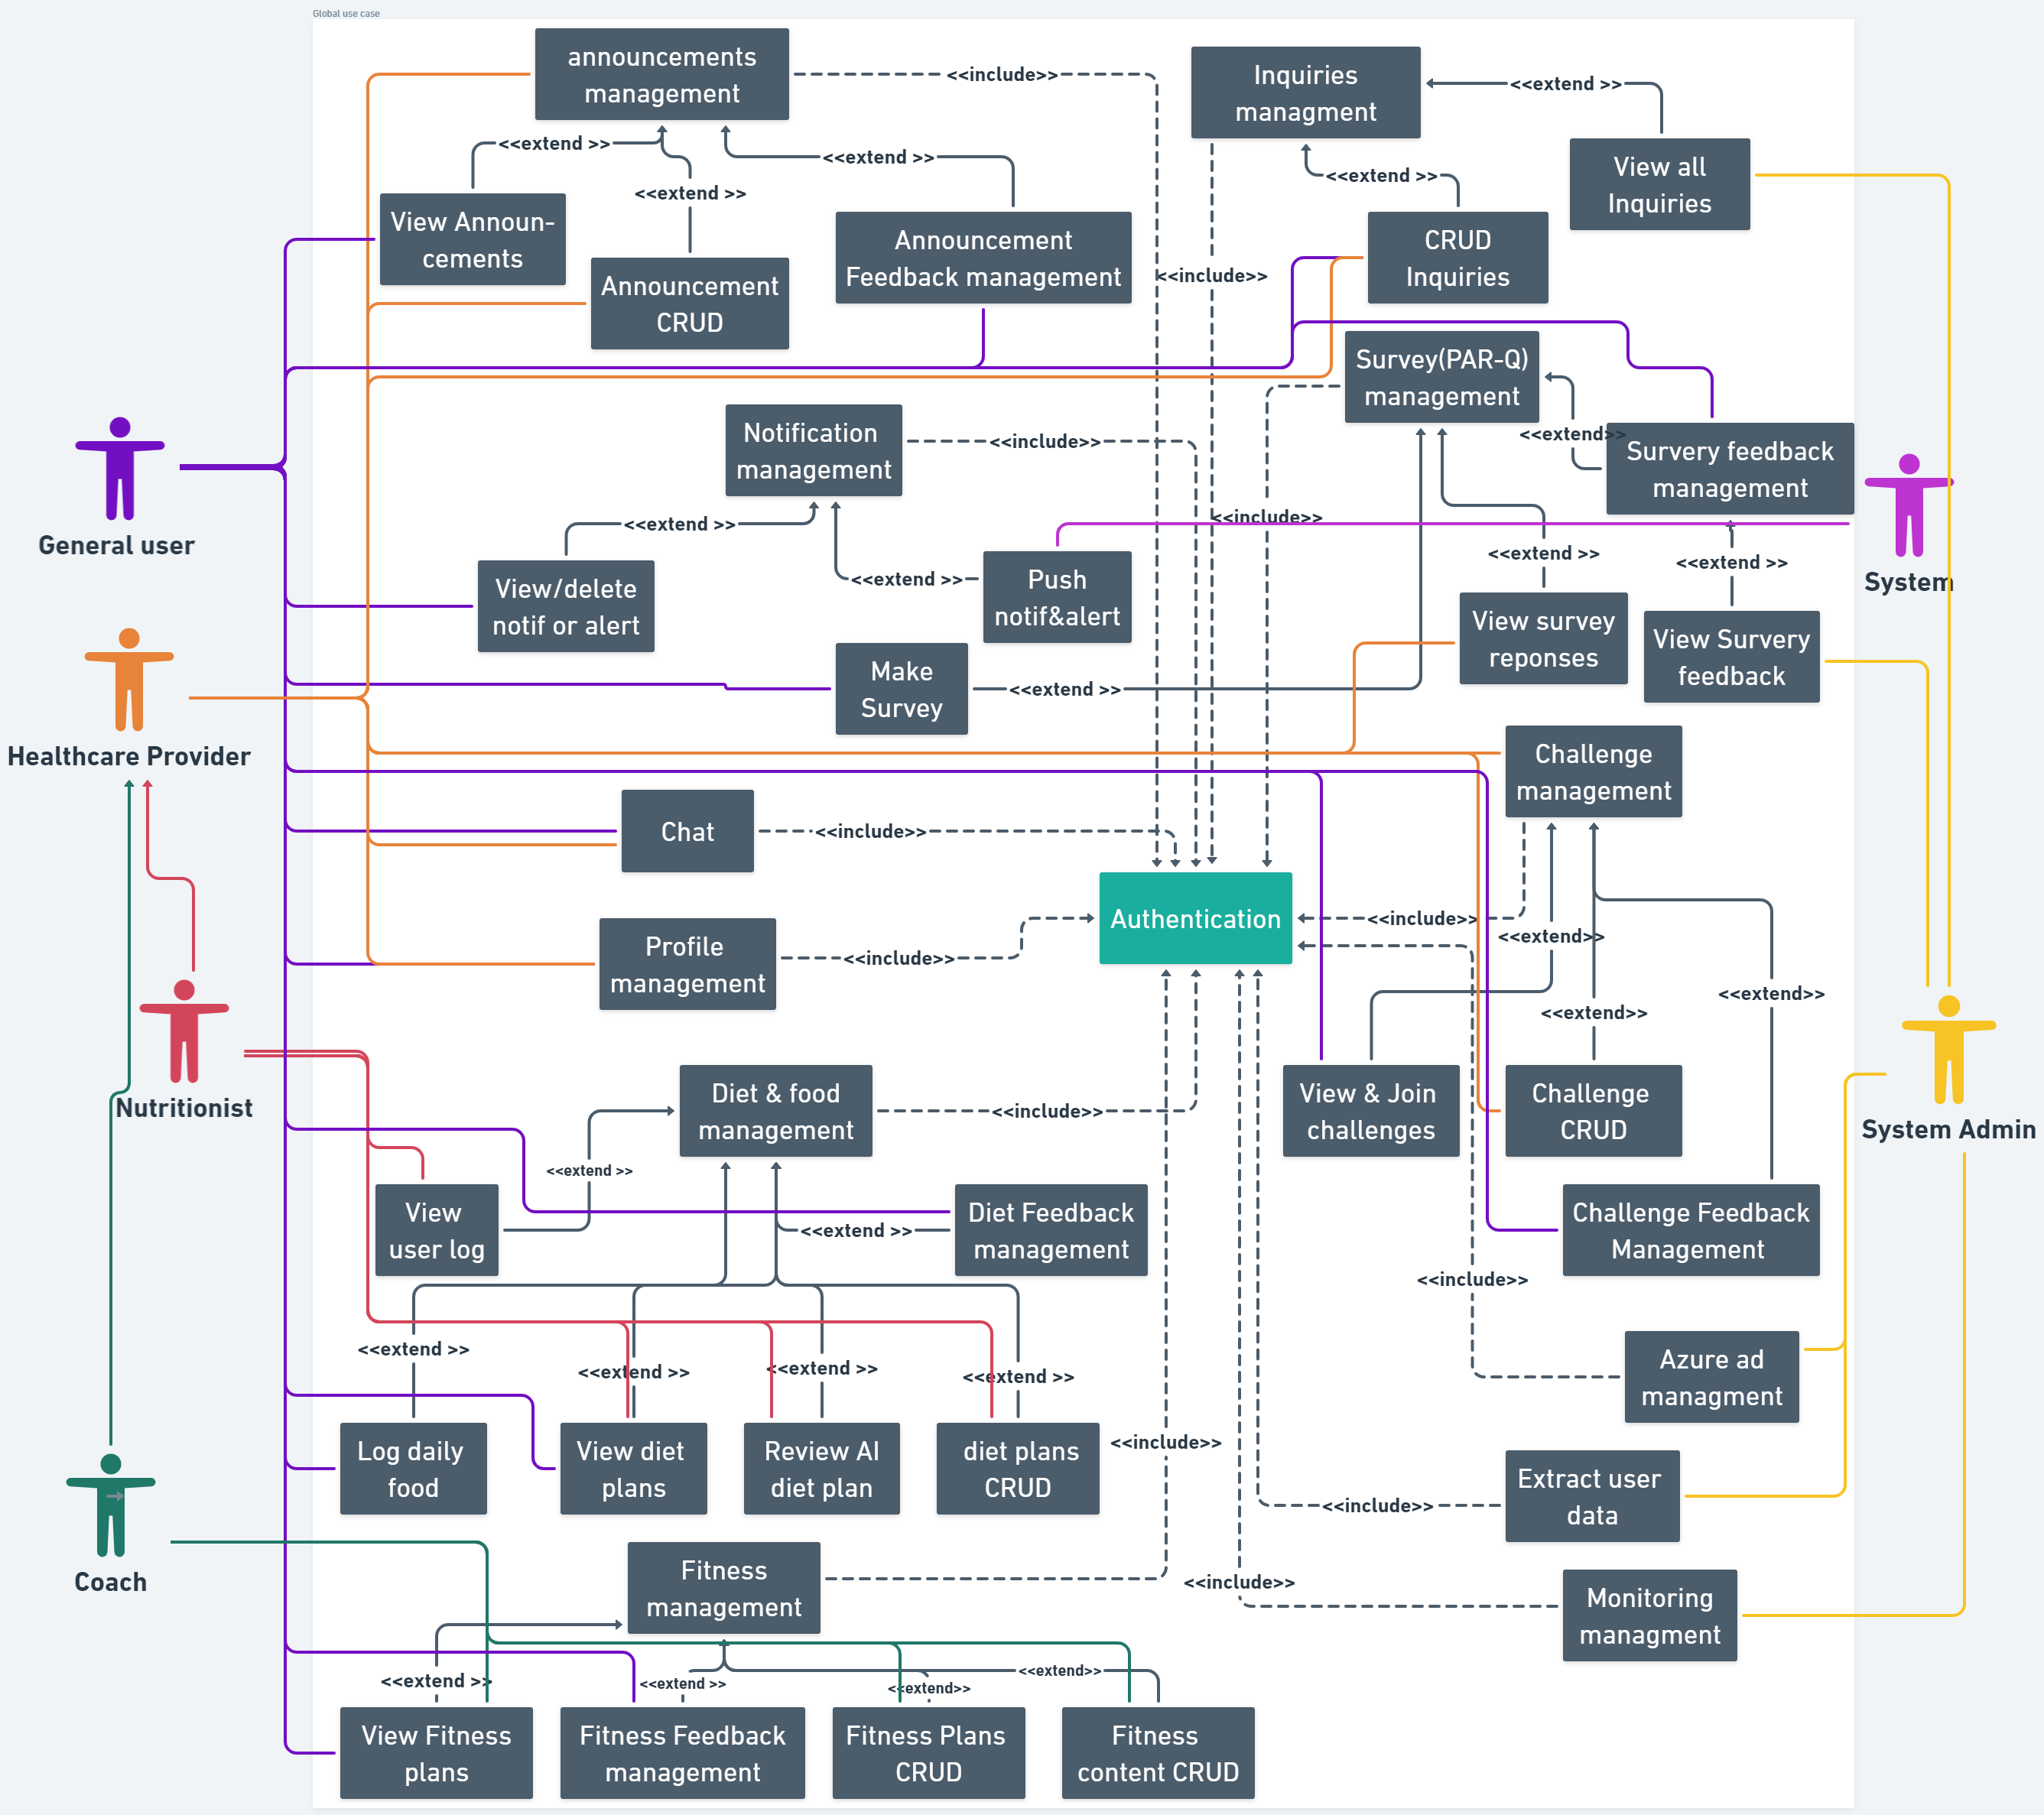 Global use case
announcements
management
<<include>>
Inquiries
managment
<<extend >>
<<extend >>
<<extend >>
<<extend >>
<<extend >>
View all
Inquiries
View Announ-
cements
Announcement
CRUD
Announcement
Feedback management
CRUD
Inquiries
<<include>>
Survey(PAR-Q)
management
Notification
management
<<include>>
<<extend>>
Survery feedback
management
<<extend >>
<<include>>
General user
<<extend >>
<<extend >>
<<extend >>
System
View/delete
notif or alert
Push
notif&alert
View survey
reponses
View Survery
feedback
Make
Survey
<<extend >>
Healthcare Provider
Challenge
management
Chat
<<include>>
Authentication
<<include>>
<<extend>>
Profile
management
<<include>>
<<extend>>
<<extend>>
Nutritionist
Diet & food
management
<<include>>
View & Join
challenges
Challenge
CRUD
System Admin
<<extend >>
View
user log
<<extend >>
Diet Feedback
management
Challenge Feedback
Management
<<include>>
<<extend >>
<<extend >>
<<extend >>
<<extend >>
Azure ad
managment
Log daily
food
View diet
plans
Review AI
diet plan
diet plans
CRUD
<<include>>
<<include>>
Extract user
data
Coach
Fitness
management
<<include>>
Monitoring
managment
<<extend >>
<<extend >>
<<extend>>
<<extend>>
View Fitness
plans
Fitness Feedback
management
Fitness Plans
CRUD
Fitness
content CRUD